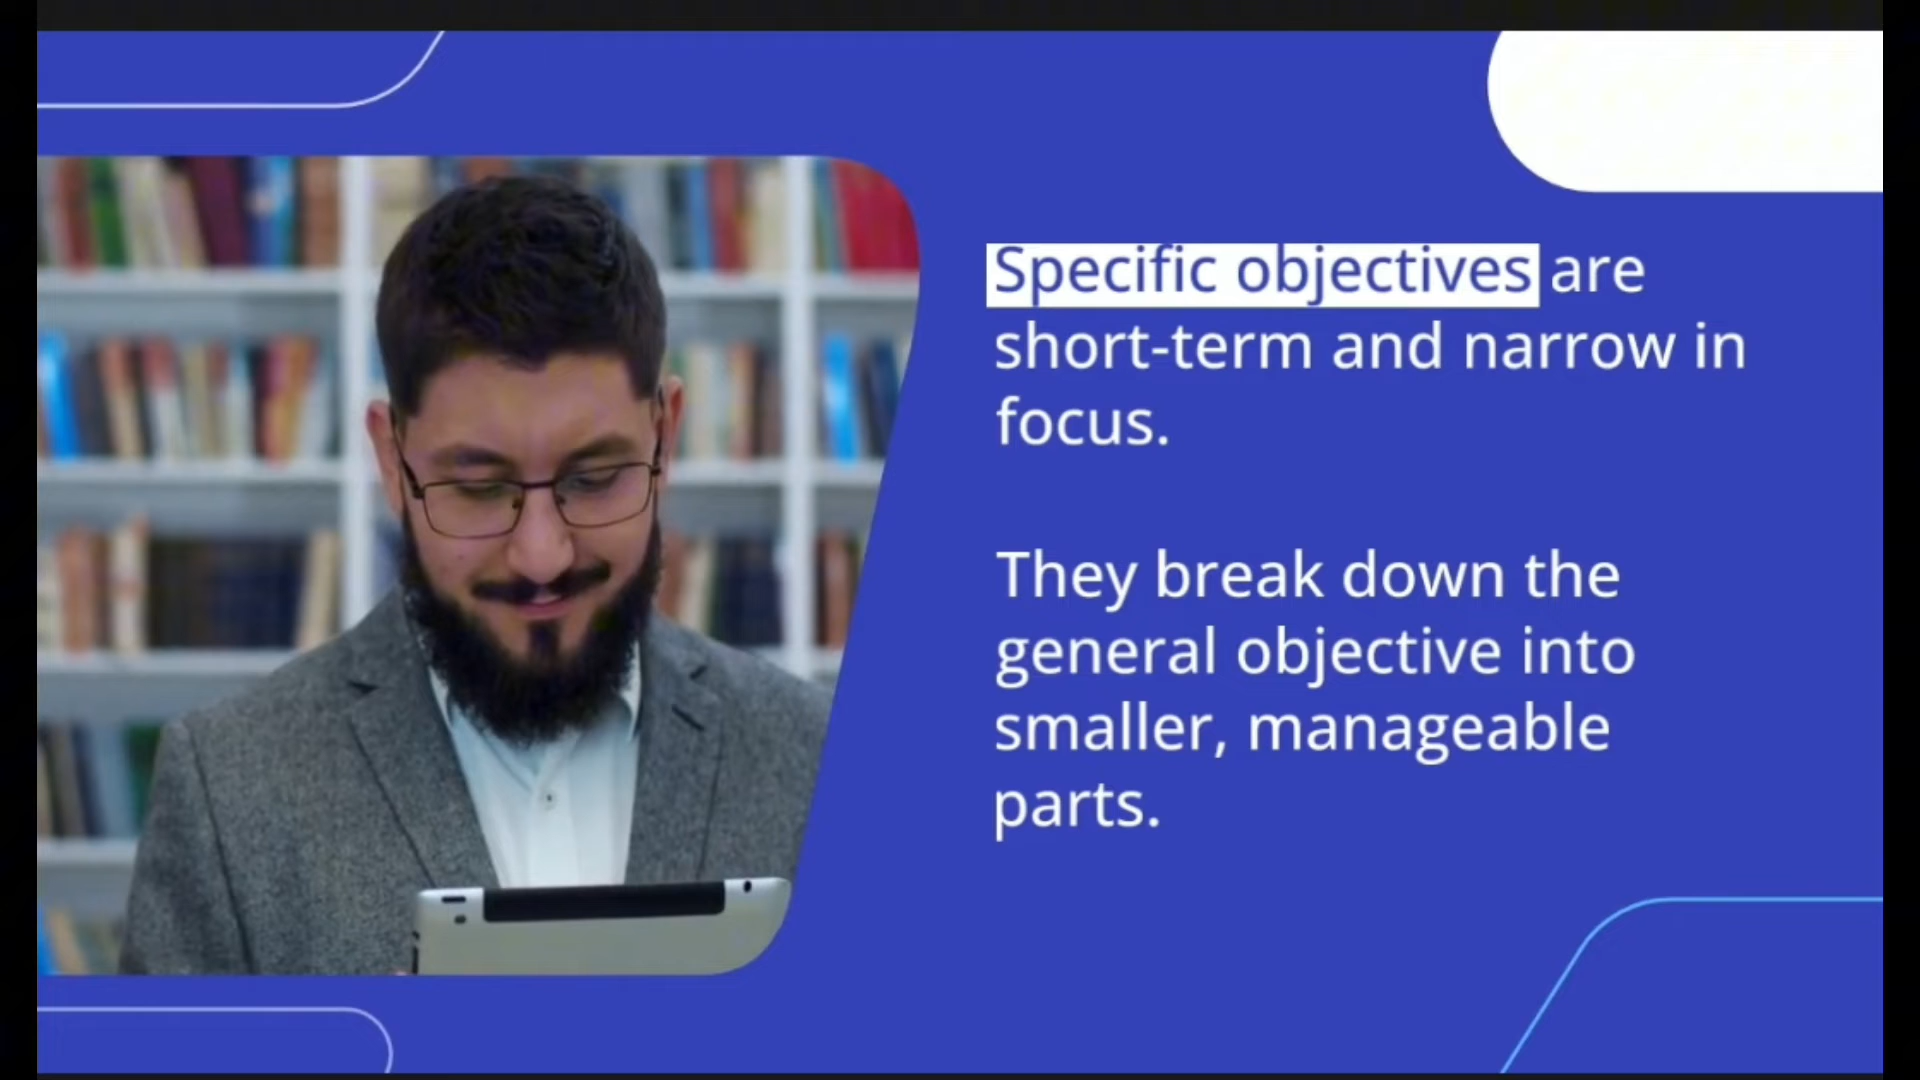 Specific objectives are
short-term and narrow in
focus.
They break down the
general objective into
smaller, manageable
parts.